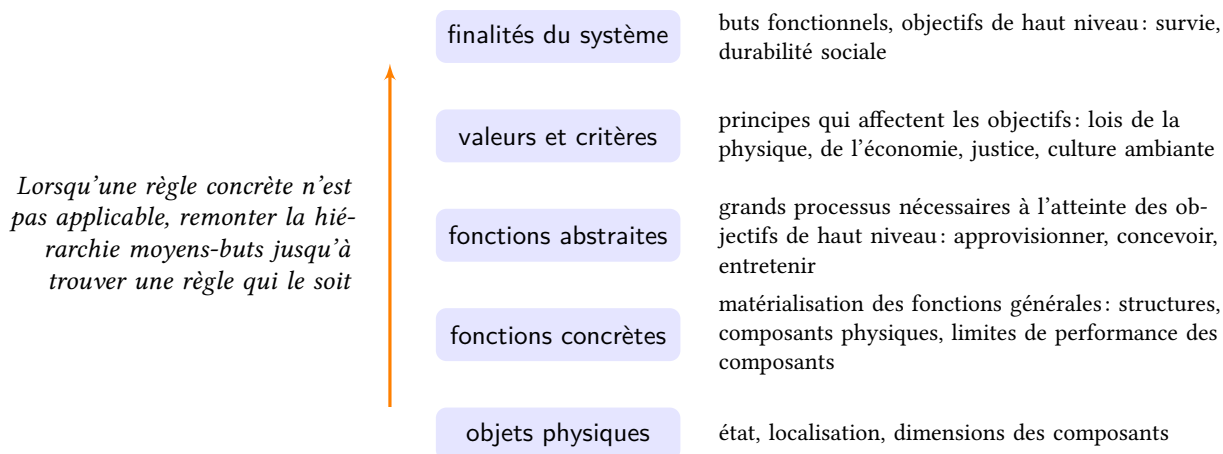 finalités du système
buts fonctionnels, objectifs de haut niveau : survie,
durabilité sociale
valeurs et critères
principes qui affectent les objectifs : lois de la
physique, de l'économie, justice, culture ambiante
Lorsqu'une règle concrète n'est
pas applicable, remonter la hié-
rarchie moyens-buts jusqu'à
trouver une règle qui le soit
fonctions abstraites
grands processus nécessaires à l'atteinte des ob-
jectifs de haut niveau : approvisionner, concevoir,
entretenir
fonctions concrètes
matérialisation des fonctions générales : structures,
composants physiques, limites de performance des
composants
objets physiques
état, localisation, dimensions des composants